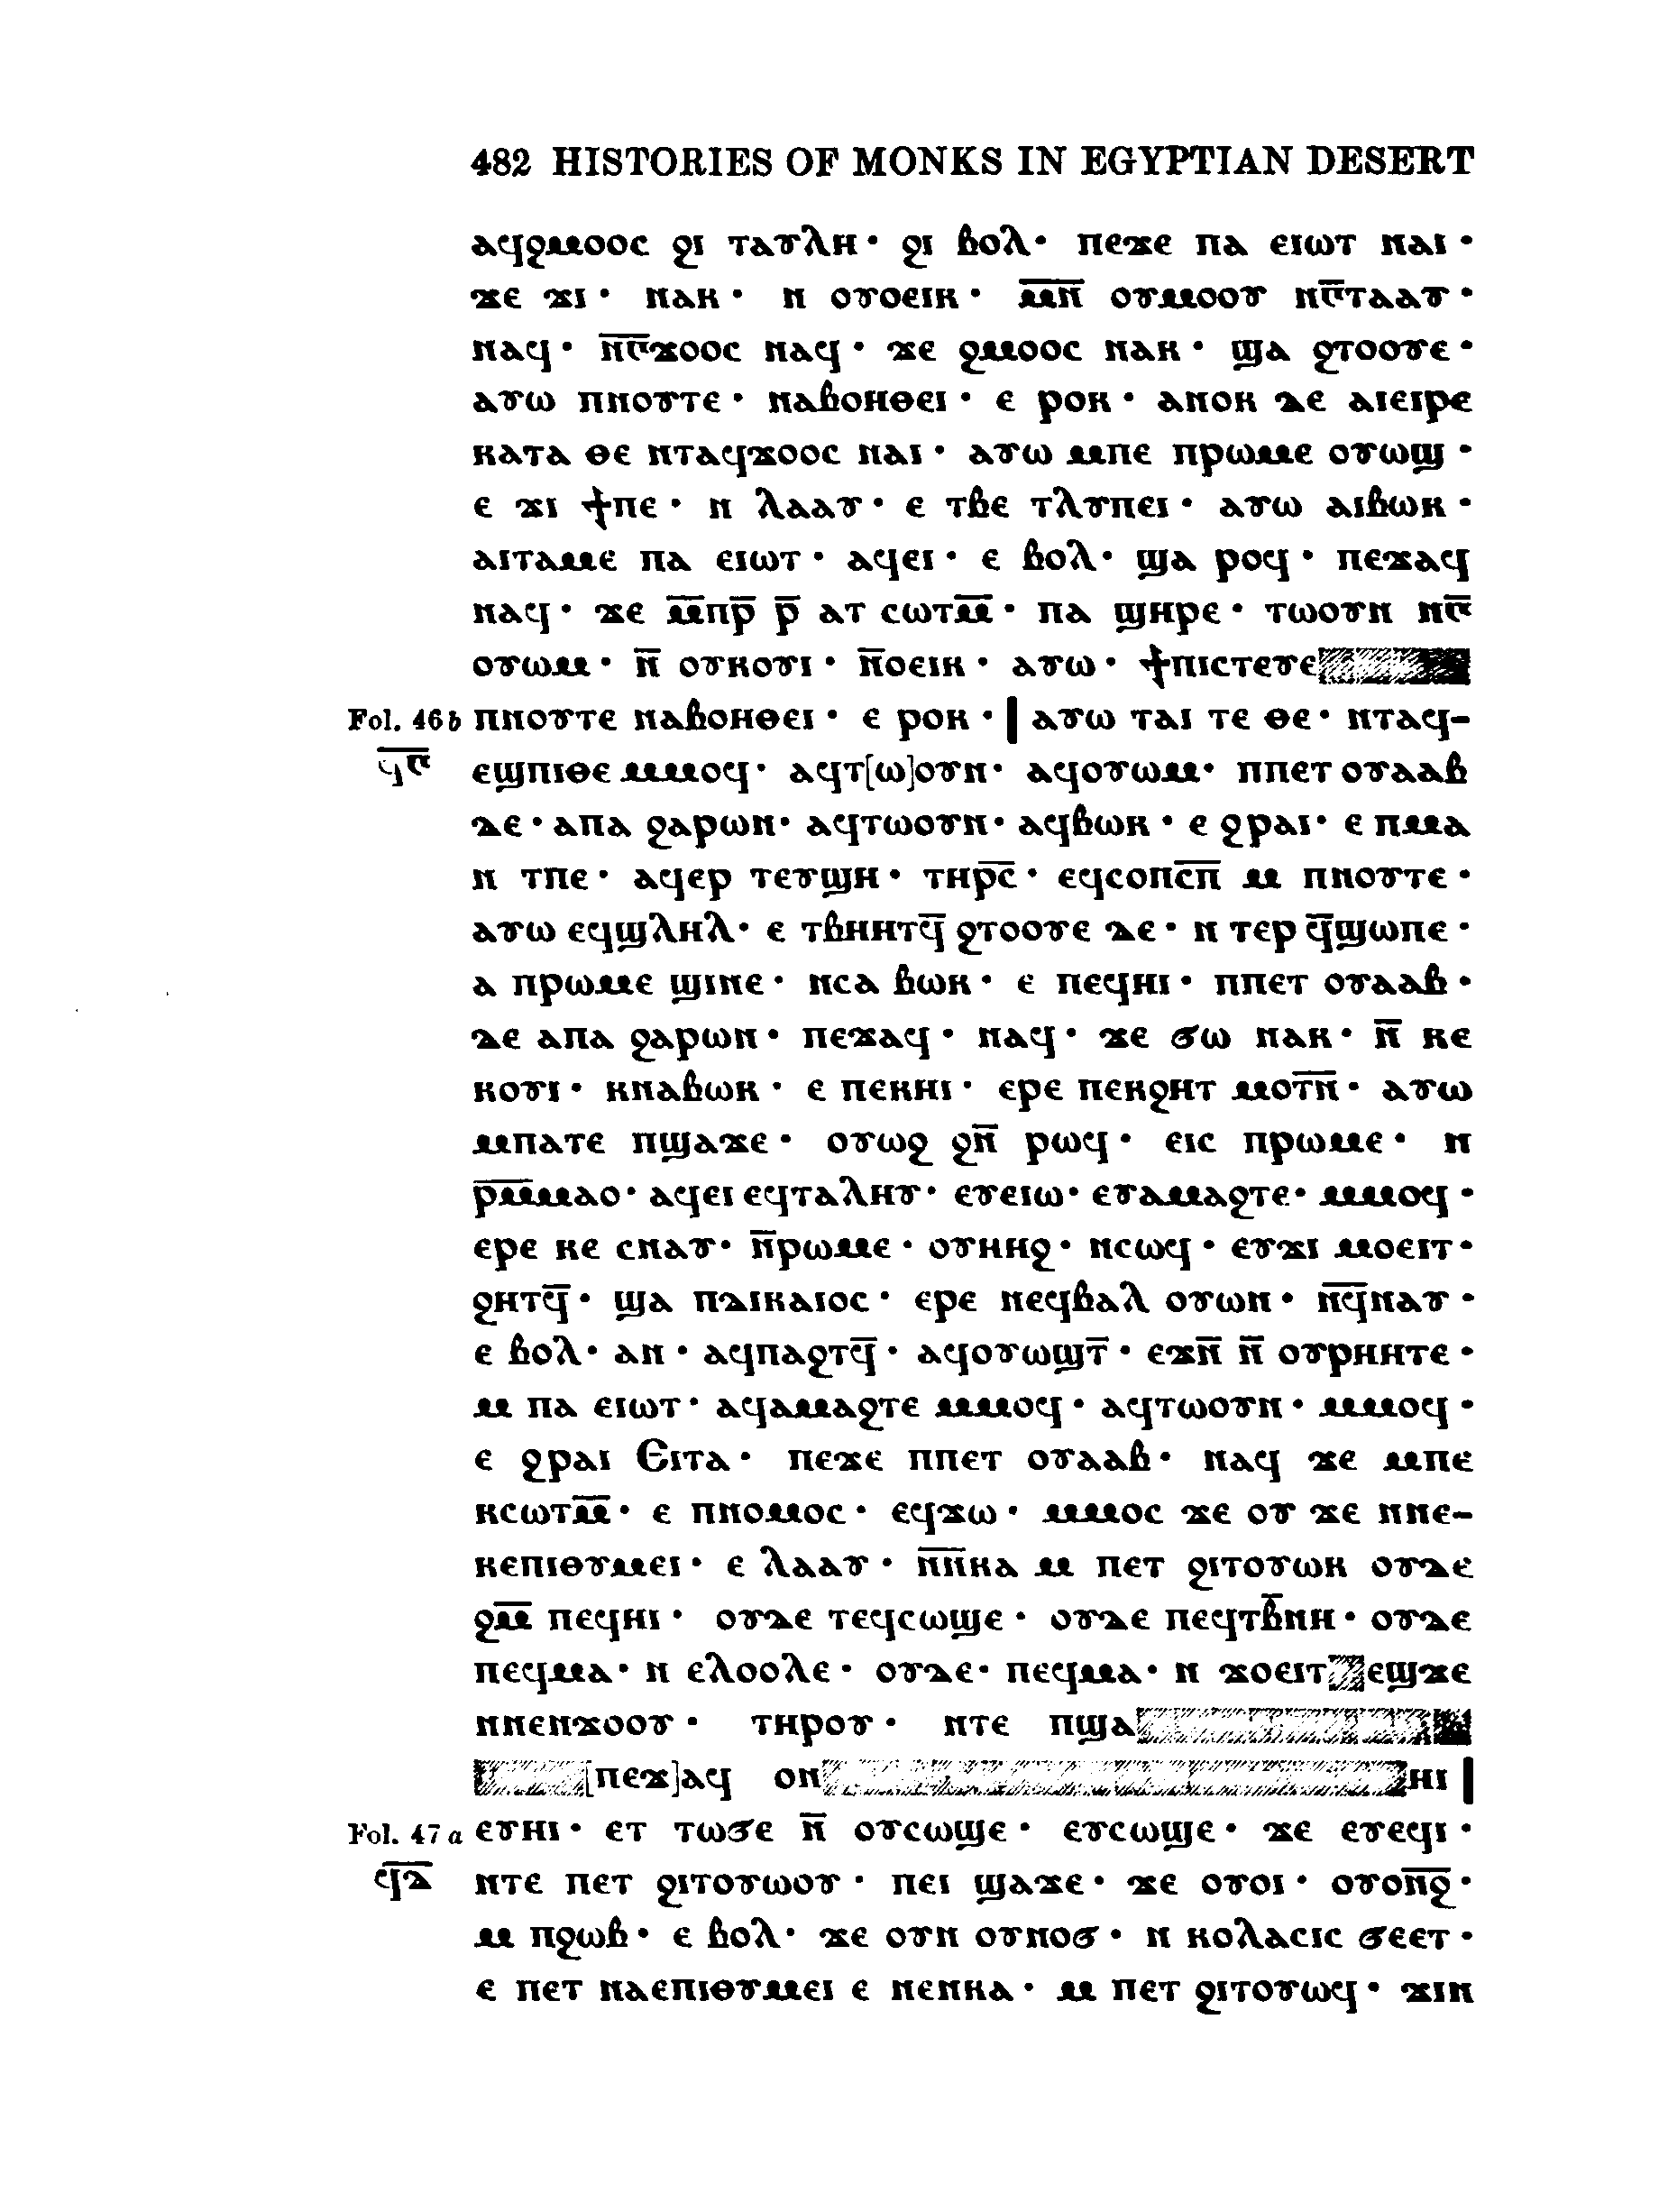 482 HISTORIES OF MONKS IN EGYPTIAN DESERT
ⲁϥϩⲙⲟⲟⲥ ϩⲓ ⲧⲁⲩⲗⲏ· ϩⲓ ⲃⲟⲗ· ⲡⲉϫⲉ ⲡⲁ ⲉⲓⲱⲧ ⲛⲁⲓ·
ϫⲉ ϫⲓ· ⲛⲁⲕ· ⲛ ⲟⲩⲟⲉⲓⲕ· ⲙ̅ⲛ̅ ⲟⲩⲙⲟⲟⲩ ⲛⲅ̅ⲧⲁⲁⲩ·
ⲛⲁϥ· ⲛ̅ⲅ̅ϫⲟⲟⲥ ⲛⲁϥ· ϫⲉ ϩⲙⲟⲟⲥ ⲛⲁⲕ· ϣⲁ ϩⲧⲟⲟⲩⲉ·
ⲁⲩⲱ ⲡⲛⲟⲩⲧⲉ· ⲛⲁⲃⲟⲏⲑⲉⲓ· ⲉ ⲣⲟⲕ· ⲁⲛⲟⲕ ⲇⲉ ⲁⲓⲉⲓⲣⲉ
ⲕⲁⲧⲁ ⲑⲉ ⲛⲧⲁϥϫⲟⲟⲥ ⲛⲁⲓ· ⲁⲩⲱ ⲙⲡⲉ ⲡⲣⲱⲙⲉ ⲟⲩⲱϣ·
ⲉ ϫⲓ ϯⲡⲉ· ⲛ ⲗⲁⲁⲩ· ⲉ ⲧⲃⲉ ⲧⲗⲩⲡⲉⲓ· ⲁⲩⲱ ⲁⲓⲃⲱⲕ·
ⲁⲓⲧⲁⲙⲉ ⲡⲁ ⲉⲓⲱⲧ· ⲁϥⲉⲓ· ⲉ ⲃⲟⲗ· ϣⲁ ⲣⲟϥ· ⲡⲉϫⲁϥ
ⲛⲁϥ· ϫⲉ ⲙ̅ⲡⲣ̅ ⲣ̅ ⲁⲧ ⲥⲱⲧⲙ̅· ⲡⲁ ϣⲏⲣⲉ· ⲧⲱⲟⲩⲛ ⲛⲅ̅
ⲟⲩⲱⲙ· ⲛ̅ ⲟⲩⲕⲟⲩⲓ· ⲛ̅ⲟⲉⲓⲕ· ⲁⲩⲱ· ϯⲡⲓⲥⲧⲉⲩⲉ
Fol. 46 b ⲡⲛⲟⲩⲧⲉ ⲛⲁⲃⲟⲏⲑⲉⲓ· ⲉ ⲣⲟⲕ· | ⲁⲩⲱ ⲧⲁⲓ ⲧⲉ ⲑⲉ· ⲛⲧⲁϥ-
ϥ̅ⲅ̅ ⲉϣⲡⲓⲑⲉ ⲙⲙⲟϥ· ⲁϥⲧ[ⲱ]ⲟⲩⲛ· ⲁϥⲟⲩⲱⲙ· ⲡⲡⲉⲧ ⲟⲩⲁⲁⲃ
ⲇⲉ· ⲁⲡⲁ ϩⲁⲣⲱⲛ· ⲁϥⲧⲱⲟⲩⲛ· ⲁϥⲃⲱⲕ· ⲉ ϩⲣⲁⲓ· ⲉ ⲡⲙⲁ
ⲛ ⲧⲡⲉ· ⲁϥⲉⲣ ⲧⲉⲩϣⲏ· ⲧⲏⲣⲥ̅· ⲉϥⲥⲟⲡⲥ̅ⲡ̅ ⲙ ⲡⲛⲟⲩⲧⲉ·
ⲁⲩⲱ ⲉϥϣⲗⲏⲗ· ⲉ ⲧⲃⲏⲏⲧϥ̅ ϩⲧⲟⲟⲩⲉ ⲇⲉ· ⲛ ⲧⲉⲣ ϥ̅ϣⲱⲡⲉ·
ⲁ ⲡⲣⲱⲙⲉ ϣⲓⲛⲉ· ⲛⲥⲁ ⲃⲱⲕ· ⲉ ⲡⲉϥⲏⲓ· ⲡⲡⲉⲧ ⲟⲩⲁⲁⲃ·
ⲇⲉ ⲁⲡⲁ ϩⲁⲣⲱⲛ· ⲡⲉϫⲁϥ· ⲛⲁϥ· ϫⲉ ϭⲱ ⲛⲁⲕ· ⲛ̅ ⲕⲉ
ⲕⲟⲩⲓ· ⲕⲛⲁⲃⲱⲕ· ⲉ ⲡⲉⲕⲏⲓ· ⲉⲣⲉ ⲡⲉⲕϩⲏⲧ ⲙⲟⲧ̅ⲛ̅· ⲁⲩⲱ
ⲙⲡⲁⲧⲉ ⲡϣⲁϫⲉ· ⲟⲩⲱϩ ϩⲛ̅ ⲣⲱϥ· ⲉⲓⲥ ⲡⲣⲱⲙⲉ· ⲛ
ⲣ̅ⲙ̅ⲙⲁⲟ· ⲁϥⲉⲓ ⲉϥⲧⲁⲗⲏⲩ· ⲉⲩⲉⲓⲱ· ⲉⲩⲁⲙⲁϩⲧⲉ· ⲙⲙⲟϥ·
ⲉⲣⲉ ⲕⲉ ⲥⲛⲁⲩ· ⲛ̅ⲣⲱⲙⲉ· ⲟⲩⲏⲏϩ· ⲛⲥⲱϥ· ⲉⲩϫⲓ ⲙⲟⲉⲓⲧ·
ϩⲏⲧϥ̅· ϣⲁ ⲡⲇⲓⲕⲁⲓⲟⲥ· ⲉⲣⲉ ⲛⲉϥⲃⲁⲗ ⲟⲩⲱⲛ· ⲛ̅ϥ̅ⲛⲁⲩ·
ⲉ ⲃⲟⲗ· ⲁⲛ· ⲁϥⲡⲁϩⲧϥ̅· ⲁϥⲟⲩⲱϣⲧ̅· ⲉϫⲛ̅ ⲛ̅ ⲟⲩⲣⲏⲏⲧⲉ·
ⲙ ⲡⲁ ⲉⲓⲱⲧ· ⲁϥⲁⲙⲁϩⲧⲉ ⲙⲙⲟϥ· ⲁϥⲧⲱⲟⲩⲛ· ⲙⲙⲟϥ·
ⲉ ϩⲣⲁⲓ Ⲉⲓⲧⲁ· ⲡⲉϫⲉ ⲡⲡⲉⲧ ⲟⲩⲁⲁⲃ· ⲛⲁϥ ϫⲉ ⲙⲡⲉ
ⲕⲥⲱⲧⲙ̅· ⲉ ⲡⲛⲟⲙⲟⲥ· ⲉϥϫⲱ· ⲙⲙⲟⲥ ϫⲉ ⲟⲩ ϫⲉ ⲛⲛⲉ-
ⲕⲉⲡⲓⲑⲩⲙⲉⲓ· ⲉ ⲗⲁⲁⲩ· ⲛ̅ⲛ̅ⲕⲁ ⲙ ⲡⲉⲧ ϩⲓⲧⲟⲩⲱⲕ ⲟⲩⲇⲉ
ϩⲙ̅ ⲡⲉϥⲏⲓ· ⲟⲩⲇⲉ ⲧⲉϥⲥⲱϣⲉ· ⲟⲩⲇⲉ ⲡⲉϥⲧⲃ̅ⲛⲏ· ⲟⲩⲇⲉ
ⲡⲉϥⲙⲁ· ⲛ ⲉⲗⲟⲟⲗⲉ· ⲟⲩⲇⲉ· ⲡⲉϥⲙⲁ· ⲛ ϫⲟⲉⲓⲧ ⲉϣϫⲉ
ⲛⲛⲉⲛϫⲟⲟⲩ· ⲧⲏⲣⲟⲩ· ⲛⲧⲉ ⲡϣⲁ
[ⲡⲉϫ]ⲁϥ ⲟⲛ ⲏⲓ |
Fol. 47 a ⲉⲩⲏⲓ· ⲉⲧ ⲧⲱϭⲉ ⲛ̅ ⲟⲩⲥⲱϣⲉ· ⲉⲩⲥⲱϣⲉ· ϫⲉ ⲉⲩⲉϥⲓ·
ϥ̅ⲇ̅ ⲛⲧⲉ ⲡⲉⲧ ϩⲓⲧⲟⲩⲱⲟⲩ· ⲡⲉⲓ ϣⲁϫⲉ· ϫⲉ ⲟⲩⲟⲓ· ⲟⲩⲟⲛ̅ϩ̅·
ⲙ ⲡϩⲱⲃ· ⲉ ⲃⲟⲗ· ϫⲉ ⲟⲩⲛ ⲟⲩⲛⲟϭ· ⲛ ⲕⲟⲗⲁⲥⲓⲥ ϭⲉⲉⲧ·
ⲉ ⲡⲉⲧ ⲛⲁⲉⲡⲓⲑⲩⲙⲉⲓ ⲉ ⲛⲉⲛⲕⲁ· ⲙ ⲡⲉⲧ ϩⲓⲧⲟⲩⲱϥ· ϫⲓⲛ